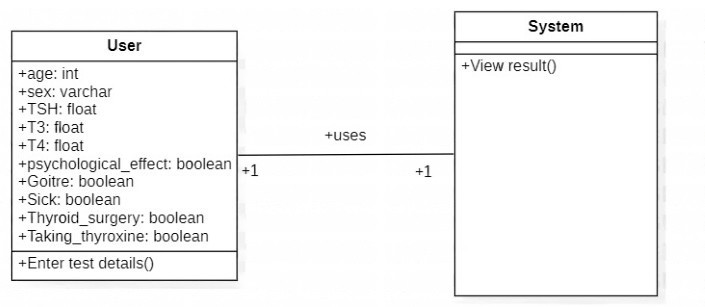 User
+age: int
+sex: varchar
+TSH: float
+T3: float
+T4: float
+psychological_effect: boolean
+Goitre: boolean
+Sick: boolean
+Thyroid_surgery: boolean
+Taking_thyroxine: boolean
+Enter test details()
+uses
+1
+1
System
+View result()